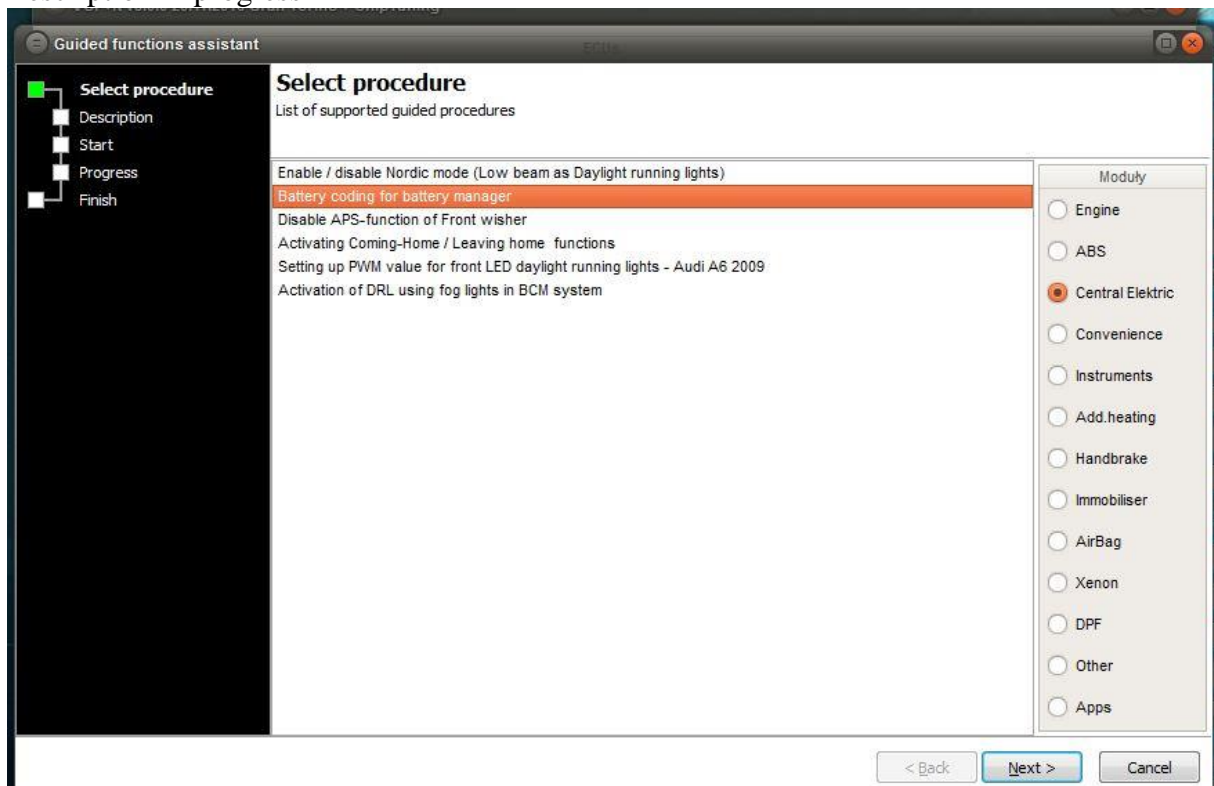 Guided functions assistant
Select procedure
Description
Start
Progress
Finish
Select procedure
List of supported guided procedures
Enable / disable Nordic mode (Low beam as Daylight running lights)
Battery coding for battery manager
Disable APS-function of Front wisher
Activating Coming-Home / Leaving home functions
Setting up PWM value for front LED daylight running lights - Audi A6 2009
Activation of DRL using fog lights in BCM system
Moduły
Engine
ABS
Central Elektric
Convenience
Instruments
Add.heating
Handbrake
Immobiliser
AirBag
Xenon
DPF
Other
Apps
< Back
Next >
Cancel